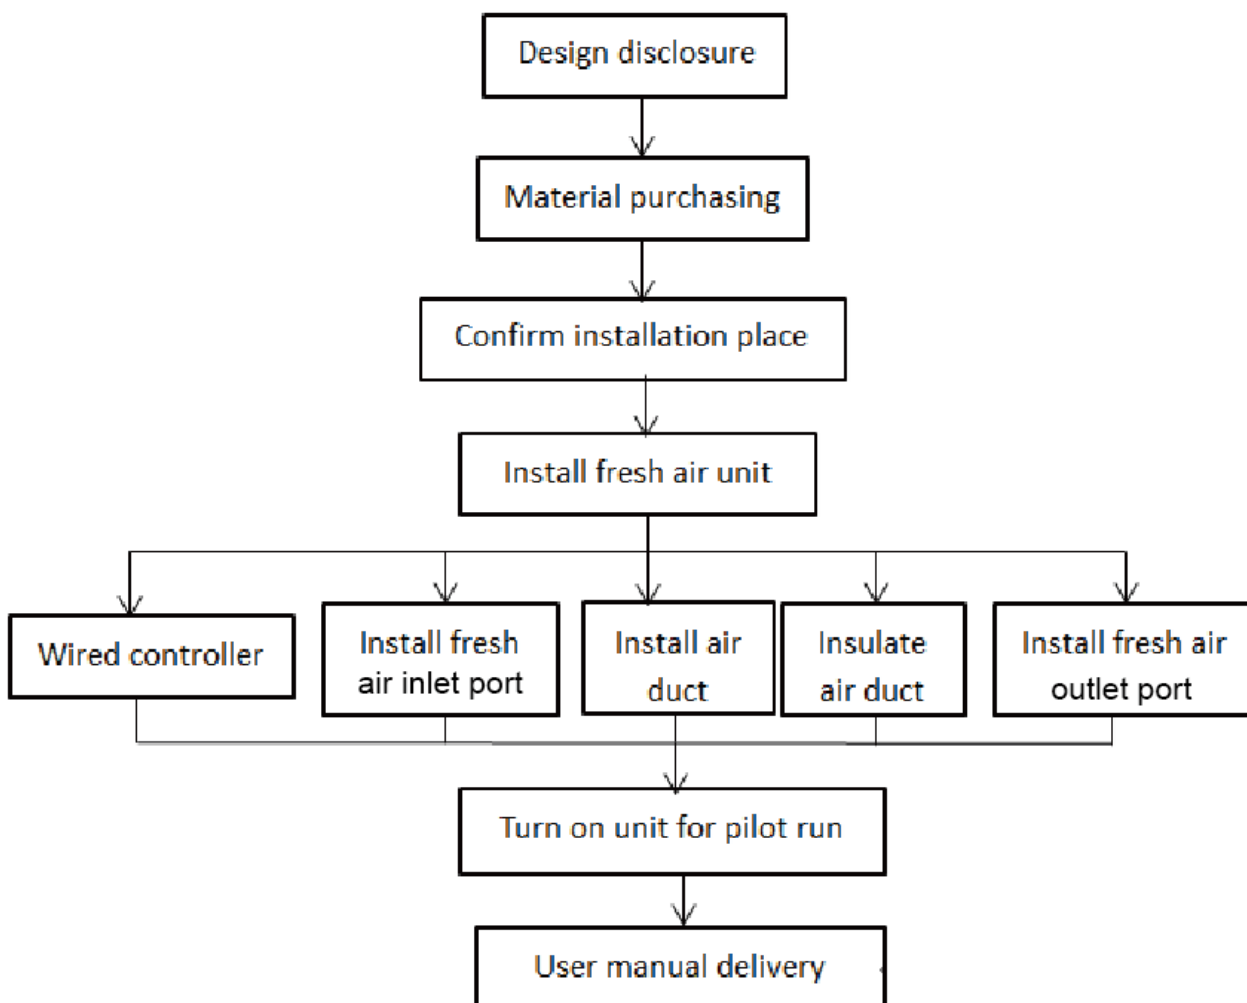 Design disclosure
Material purchasing
Confirm installation place
Install fresh air unit
Wired controller
Install fresh
air inlet port
Install air
duct
Insulate
air duct
Install fresh air
outlet port
Turn on unit for pilot run
User manual delivery